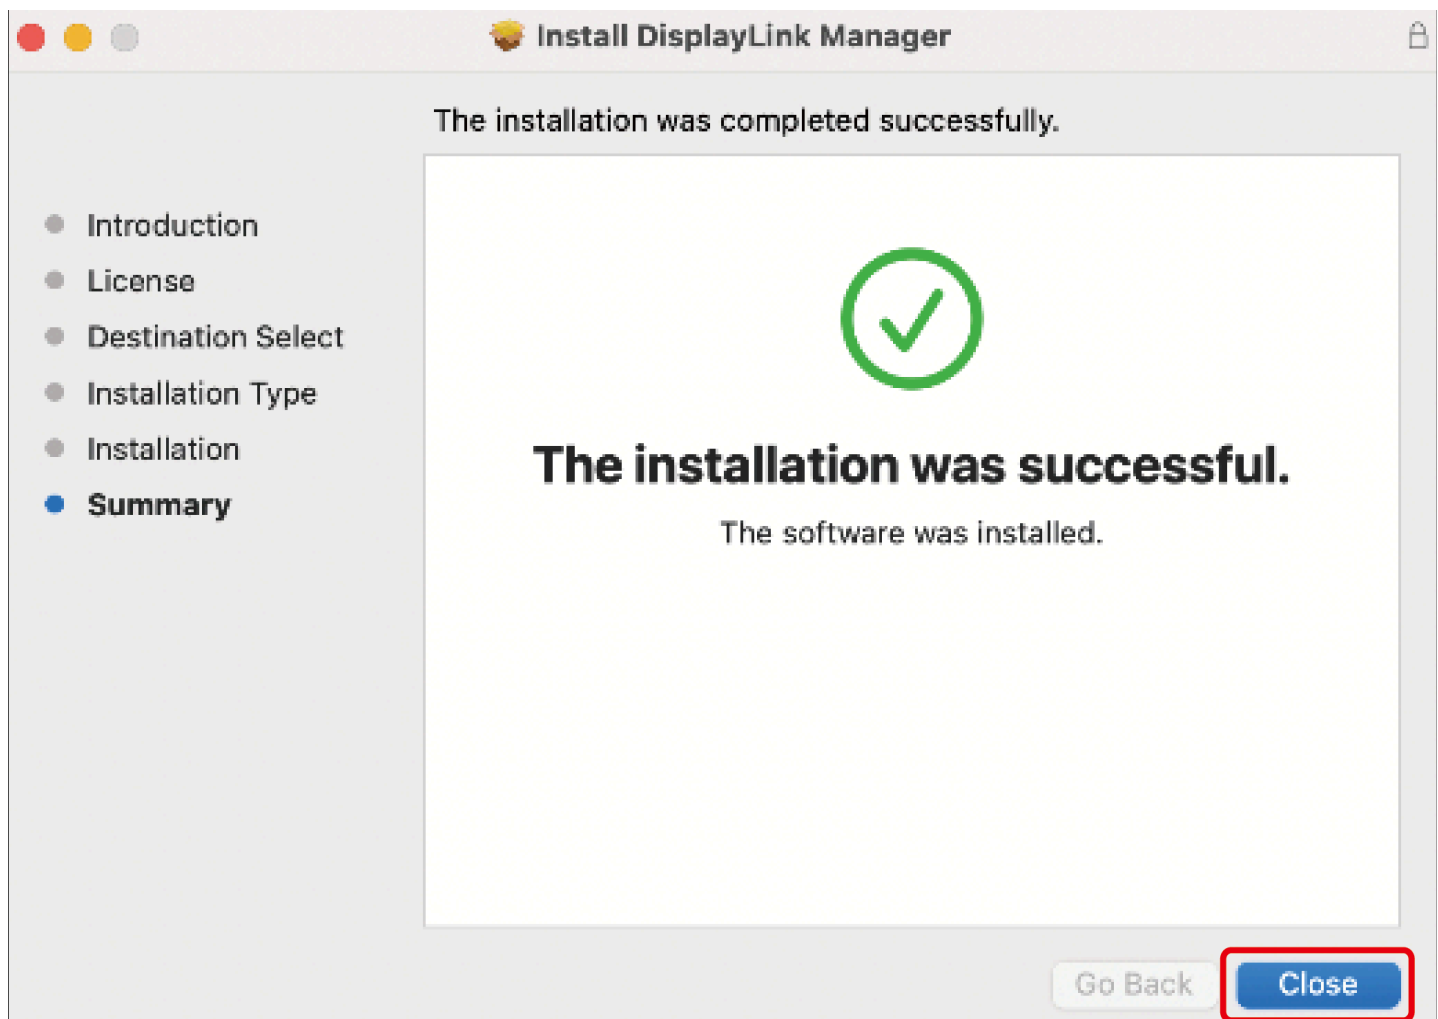 Install DisplayLink Manager
The installation was completed successfully.
Introduction
License
Destination Select
Installation Type
Installation
Summary
The installation was successful.
The software was installed.
Go Back
Close